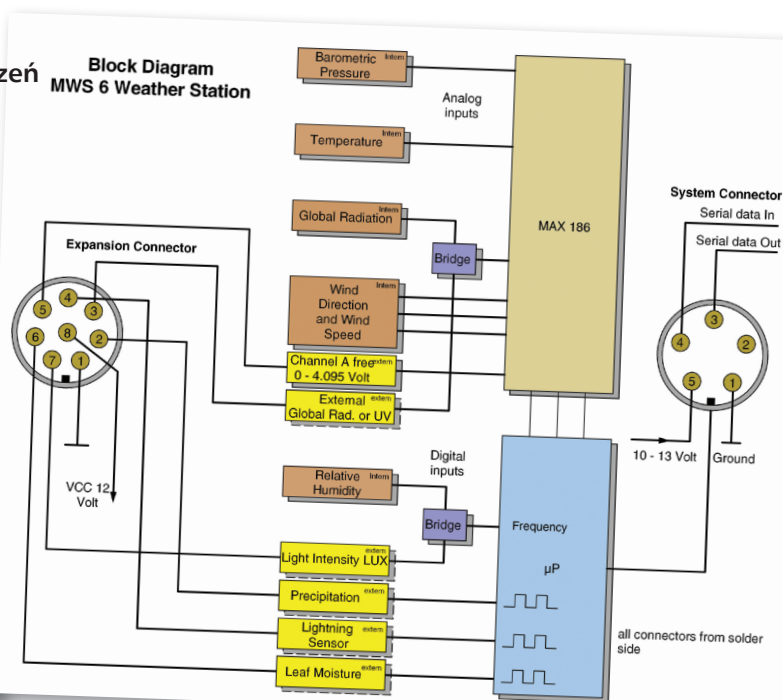 zeń
Block Diagram
MWS 6 Weather Station
Barometric
Pressure
Intern
Analog
inputs
Temperature
Intern
Global Radiation
Intern
Bridge
MAX 186
System Connector
Serial data In
Serial data Out
Expansion Connector
Wind
Direction
and Wind
Speed
Intern
5
4
3
6
8
2
7
1
Channel A free
extern
0 - 4.095 Volt
External
extern
Global Rad. or UV
3
4
2
5
1
10 - 13 Volt
Ground
VCC 12
Volt
Digital
inputs
Relative
Humidity
Intern
Bridge
Frequency
Light Intensity LUX
extern
µP
Precipitation
extern
Lightning
Sensor
extern
Leaf Moisture
extern
all connectors from solder
side